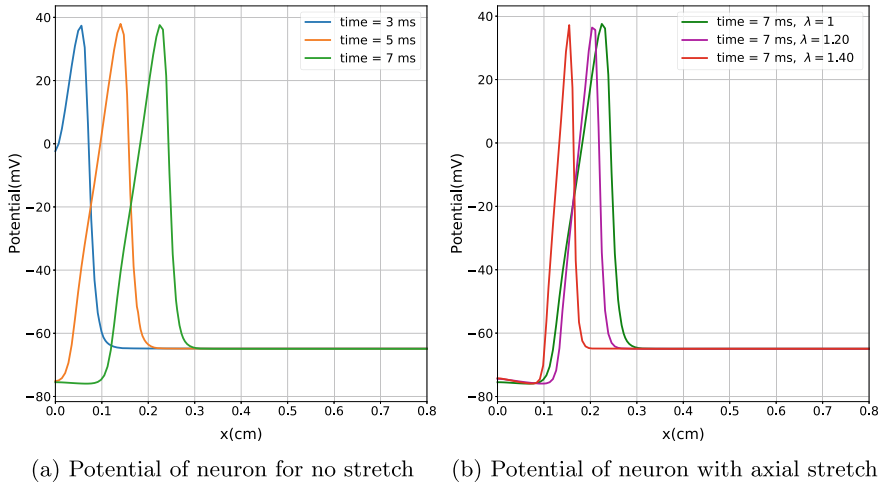 time = 3 ms
time = 5 ms
time = 7 ms
40
20
0
−20
−40
−60
−80
Potential(mV)
0.0 0.1 0.2 0.3 0.4 0.5 0.6 0.7 0.8
x(cm)
(a) Potential of neuron for no stretch
time = 7 ms, λ = 1
time = 7 ms, λ = 1.20
time = 7 ms, λ = 1.40
40
20
0
−20
−40
−60
−80
Potential(mV)
0.0 0.1 0.2 0.3 0.4 0.5 0.6 0.7 0.8
x(cm)
(b) Potential of neuron with axial stretch